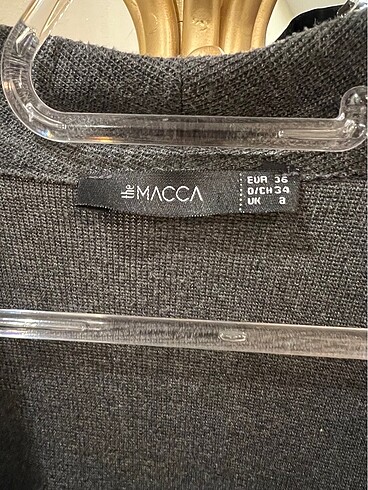 the MACCA
EUR 36
D/CH 34
UK 8